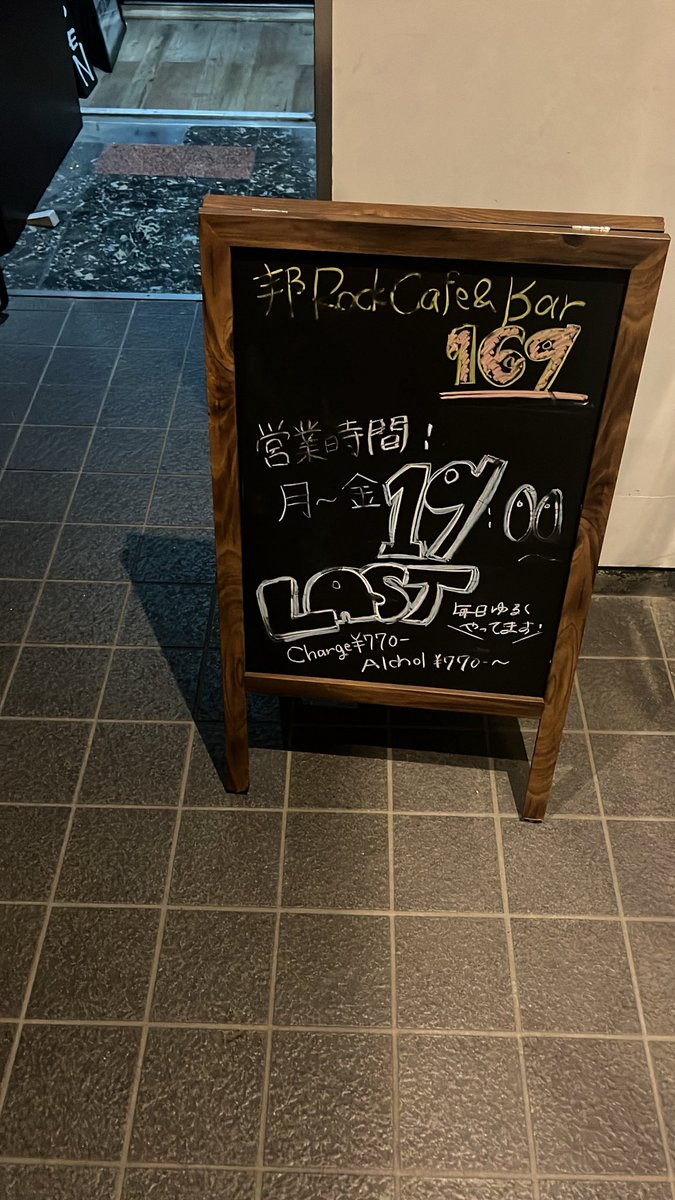 EN
邦Rock Cafe & Bar
169
営業時間!
月~金 19:00
LAST
毎日ゆるく
やってます!
Charge¥770-
Alchol ¥770-~